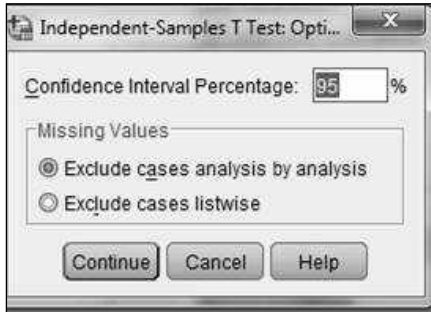 Independent-Samples T Test: Opti...
Confidence Interval Percentage: 95 %
Missing Values
Exclude cases analysis by analysis
Exclude cases listwise
Continue Cancel Help